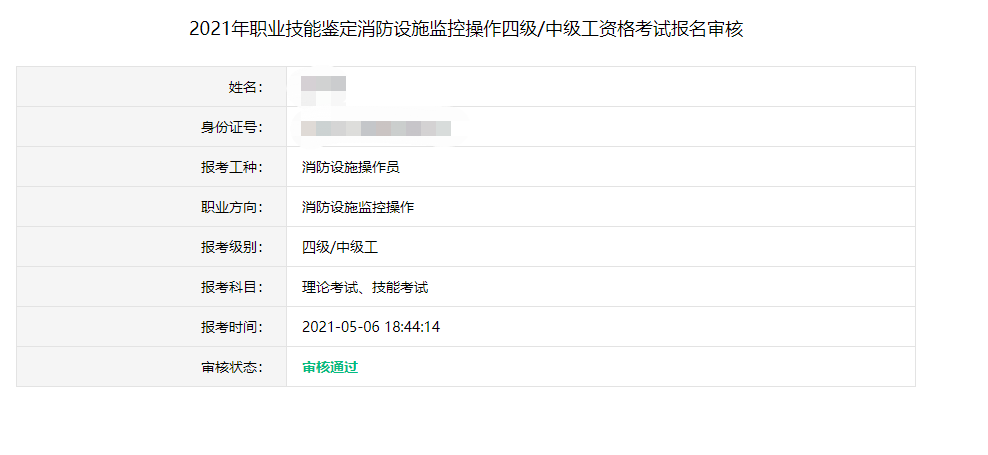 2021年职业技能鉴定消防设施监控操作四级/中级工资格考试报名审核
姓名：
身份证号：
报考工种： 消防设施操作员
职业方向： 消防设施监控操作
报考级别： 四级/中级工
报考科目： 理论考试、技能考试
报考时间： 2021-05-06 18:44:14
审核状态： 审核通过